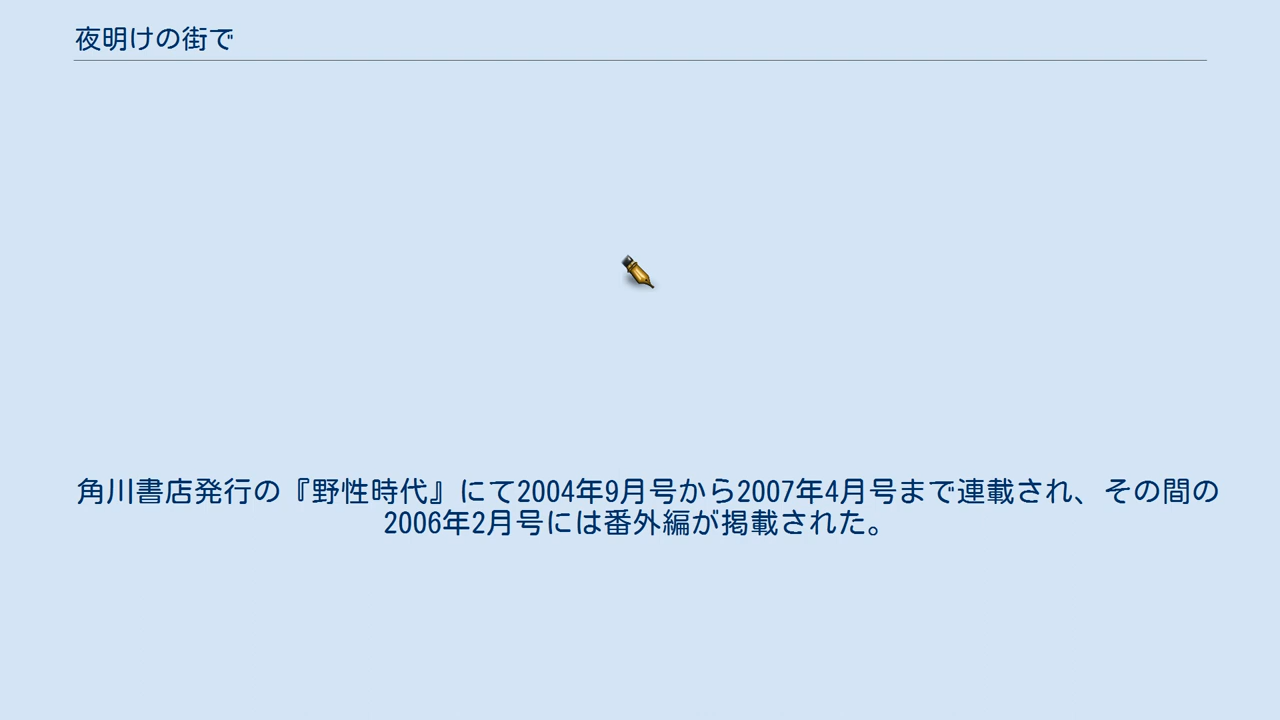 夜明けの街で
角川書店発行の『野性時代』にて2004年9月号から2007年4月号まで連載され、その間の
2006年2月号には番外編が掲載された。